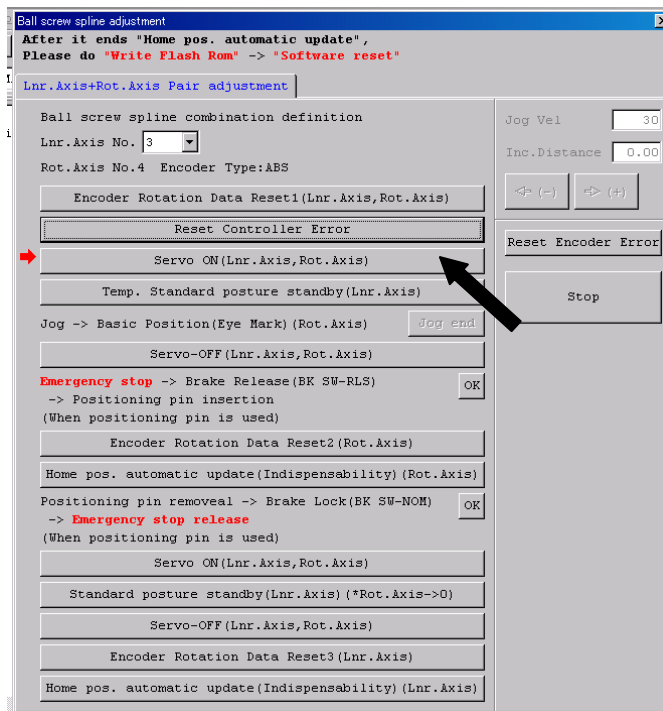 Ball screw spline adjustment
After it ends "Home pos. automatic update",
Please do "Write Flash Rom" -> "Software reset"
Lnr.Axis+Rot.Axis Pair adjustment
Ball screw spline combination definition
Lnr.Axis No. 3
Rot.Axis No.4 Encoder Type:ABS
Encoder Rotation Data Reset1(Lnr.Axis,Rot.Axis)
Reset Controller Error
Servo ON(Lnr.Axis,Rot.Axis)
Temp. Standard posture standby(Lnr.Axis)
Jog -> Basic Position(Eye Mark)(Rot.Axis) Jog end
Servo-OFF(Lnr.Axis,Rot.Axis)
Emergency stop -> Brake Release(BK SW-RLS) OK
-> Positioning pin insertion
(When positioning pin is used)
Encoder Rotation Data Reset2(Rot.Axis)
Home pos. automatic update(Indispensability)(Rot.Axis)
Positioning pin removeal -> Brake Lock(BK SW-NOM) OK
-> Emergency stop release
(When positioning pin is used)
Servo ON(Lnr.Axis,Rot.Axis)
Standard posture standby(Lnr.Axis)(*Rot.Axis->0)
Servo-OFF(Lnr.Axis,Rot.Axis)
Encoder Rotation Data Reset3(Lnr.Axis)
Home pos. automatic update(Indispensability)(Lnr.Axis)
Jog Vel 30
Inc.Distance 0.00
(-) (+)
Reset Encoder Error
Stop